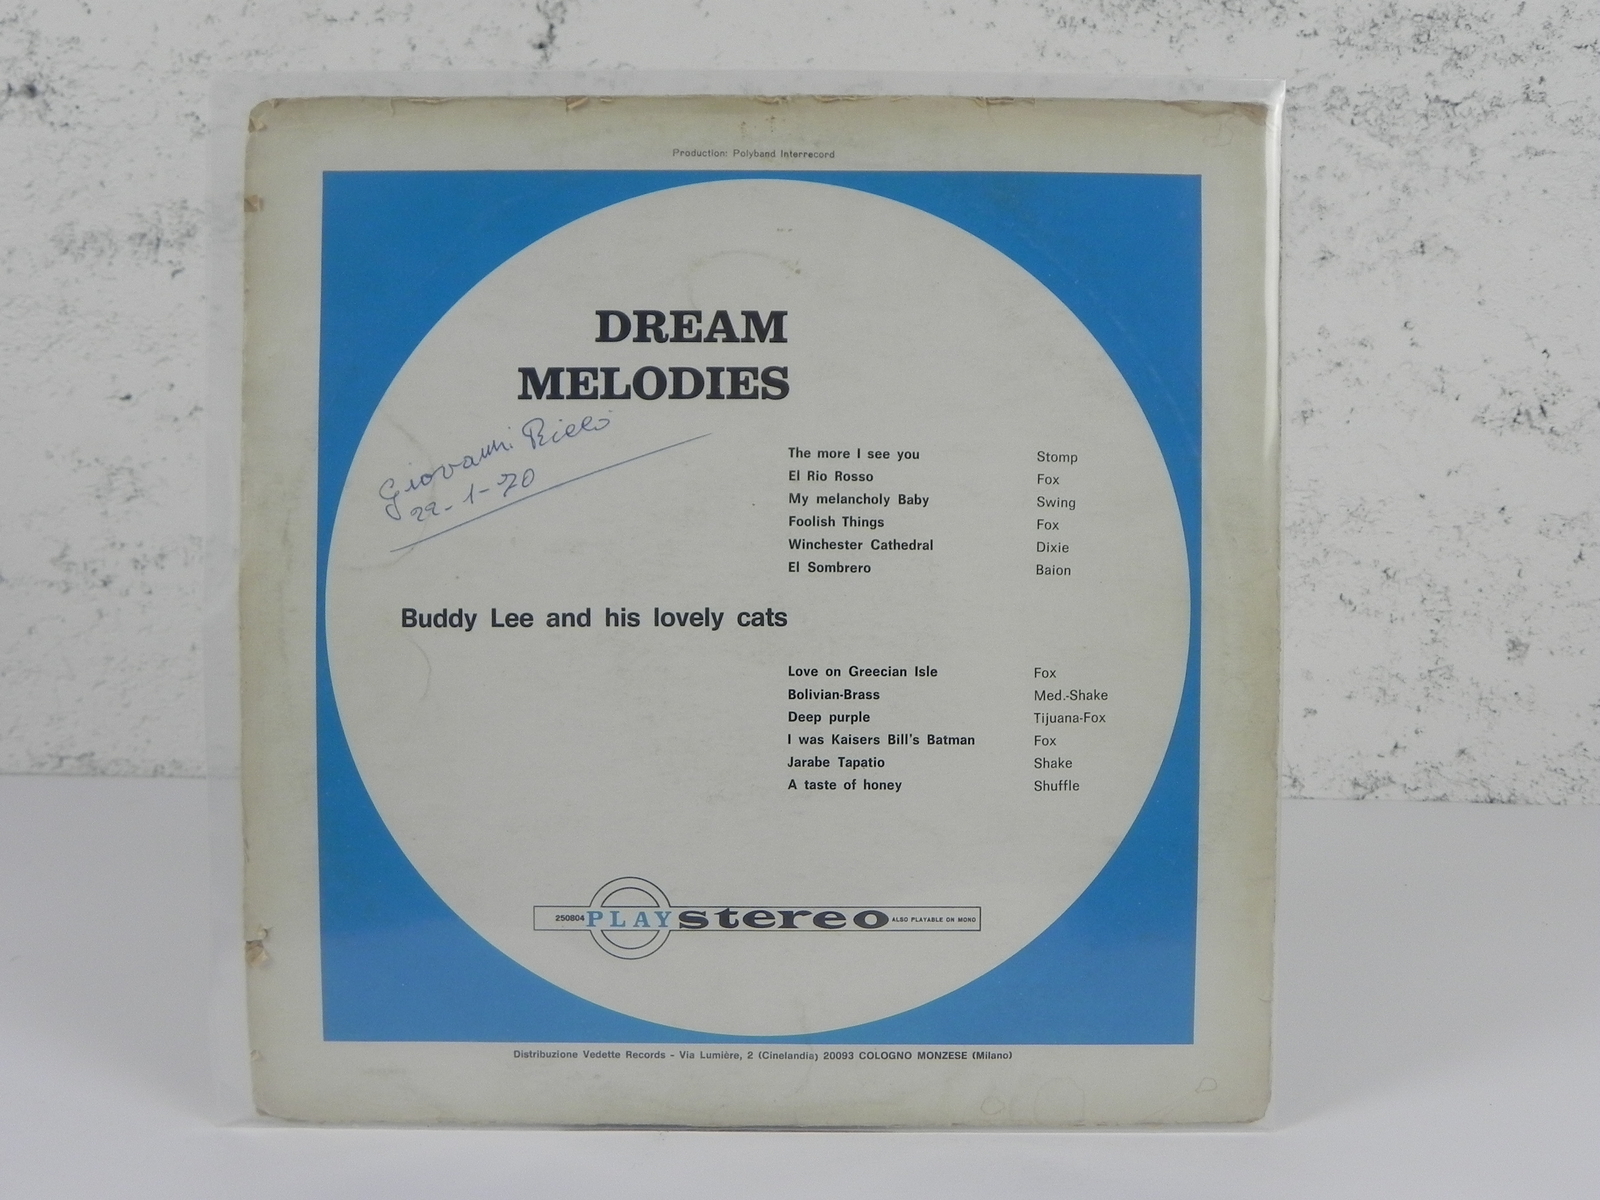 Production: Polyband Interrecord
DREAM
MELODIES
Giovanni
22-1-70
The more I see you Stomp
El Rio Rosso Fox
My melancholy Baby Swing
Foolish Things Fox
Winchester Cathedral Dixie
El Sombrero Baion
Buddy Lee and his lovely cats
Love on Greecian Isle Fox
Bolivian-Brass Med.-Shake
Deep purple Tijuana-Fox
I was Kaisers Bill's Batman Fox
Jarabe Tapatio Shake
A taste of honey Shuffle
250804 PLAY stereo ALSO PLAYABLE ON MONO
Distribuzione Vedette Records - Via Lumière, 2 (Cinelandia) 20093 COLOGNO MONZESE (Milano)